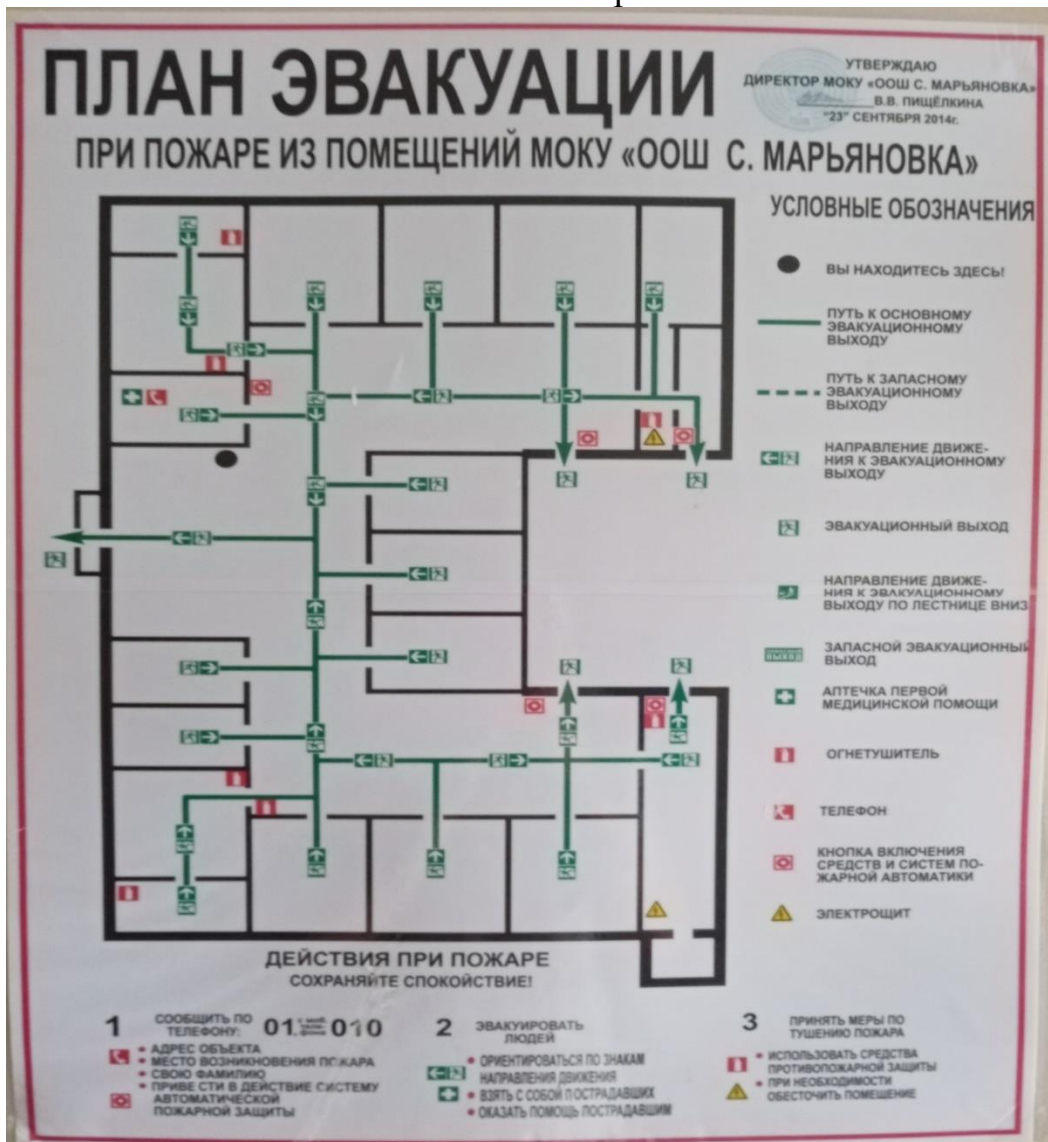 ПЛАН ЭВАКУАЦИИ
УТВЕРЖДАЮ
ДИРЕКТОР МОКУ «ООШ С. МАРЬЯНОВКА»
В.В. ПИЩЁЛКИНА
"23" СЕНТЯБРЯ 2014г.
ПРИ ПОЖАРЕ ИЗ ПОМЕЩЕНИЙ МОКУ «ООШ С. МАРЬЯНОВКА»
УСЛОВНЫЕ ОБОЗНАЧЕНИЯ
ВЫ НАХОДИТЕСЬ ЗДЕСЬ!
ПУТЬ К ОСНОВНОМУ
ЭВАКУАЦИОННОМУ
ВЫХОДУ
ПУТЬ К ЗАПАСНОМУ
ЭВАКУАЦИОННОМУ
ВЫХОДУ
НАПРАВЛЕНИЕ ДВИЖЕ-
НИЯ К ЭВАКУАЦИОННОМУ
ВЫХОДУ
ЭВАКУАЦИОННЫЙ ВЫХОД
НАПРАВЛЕНИЕ ДВИЖЕ-
НИЯ К ЭВАКУАЦИОННОМУ
ВЫХОДУ ПО ЛЕСТНИЦЕ ВНИЗ
ЗАПАСНОЙ ЭВАКУАЦИОННЫЙ
ВЫХОД
АПТЕЧКА ПЕРВОЙ
МЕДИЦИНСКОЙ ПОМОЩИ
ОГНЕТУШИТЕЛЬ
ТЕЛЕФОН
КНОПКА ВКЛЮЧЕНИЯ
СРЕДСТВ И СИСТЕМ ПО-
ЖАРНОЙ АВТОМАТИКИ
ЭЛЕКТРОЩИТ
ДЕЙСТВИЯ ПРИ ПОЖАРЕ
СОХРАНЯЙТЕ СПОКОЙСТВИЕ!
1 СООБЩИТЬ ПО
ТЕЛЕФОНУ: 01 010
• АДРЕС ОБЪЕКТА
• МЕСТО ВОЗНИКНОВЕНИЯ ПОЖАРА
• СВОЮ ФАМИЛИЮ
• ПРИВЕ СТИ В ДЕЙСТВИЕ СИСТЕМУ
АВТОМАТИЧЕСКОЙ
ПОЖАРНОЙ ЗАЩИТЫ
2 ЭВАКУИРОВАТЬ
ЛЮДЕЙ
• ОРИЕНТИРОВАТЬСЯ ПО ЗНАКАМ
НАПРАВЛЕНИЯ ДВИЖЕНИЯ
• ВЗЯТЬ С СОБОЙ ПОСТРАДАВШИХ
• ОКАЗАТЬ ПОМОЩЬ ПОСТРАДАВШИМ
3 ПРИНЯТЬ МЕРЫ ПО
ТУШЕНИЮ ПОЖАРА
• ИСПОЛЬЗОВАТЬ СРЕДСТВА
ПРОТИВОПОЖАРНОЙ ЗАЩИТЫ
• ПРИ НЕОБХОДИМОСТИ
ОБЕСТОЧИТЬ ПОМЕЩЕНИЕ